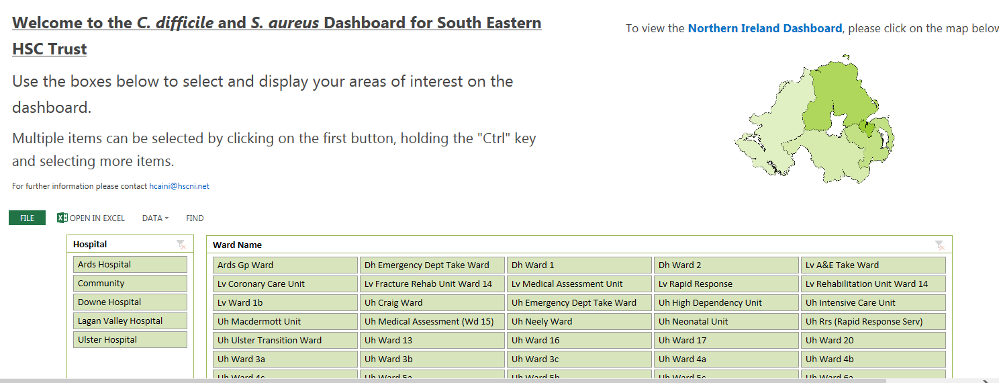 Welcome to the C. difficile and S. aureus Dashboard for South Eastern
HSC Trust
To view the Northern Ireland Dashboard, please click on the map below
Use the boxes below to select and display your areas of interest on the
dashboard.
Multiple items can be selected by clicking on the first button, holding the "Ctrl" key
and selecting more items.
For further information please contact hcaini@hscni.net
FILE OPEN IN EXCEL DATA FIND
Hospital
Ards Hospital
Community
Downe Hospital
Lagan Valley Hospital
Ulster Hospital
Ward Name
Ards Gp Ward Dh Emergency Dept Take Ward Dh Ward 1 Dh Ward 2 Lv A&E Take Ward
Lv Coronary Care Unit Lv Fracture Rehab Unit Ward 14 Lv Medical Assessment Unit Lv Rapid Response Lv Rehabilitation Unit Ward 14
Lv Ward 1b Uh Craig Ward Uh Emergency Dept Take Ward Uh High Dependency Unit Uh Intensive Care Unit
Uh Macdermott Unit Uh Medical Assessment (Wd 15) Uh Neely Ward Uh Neonatal Unit Uh Rrs (Rapid Response Serv)
Uh Ulster Transition Ward Uh Ward 13 Uh Ward 16 Uh Ward 17 Uh Ward 20
Uh Ward 3a Uh Ward 3b Uh Ward 3c Uh Ward 4a Uh Ward 4b
Uh Ward 4c Uh Ward 5a Uh Ward 5b Uh Ward 5c Uh Ward 6a